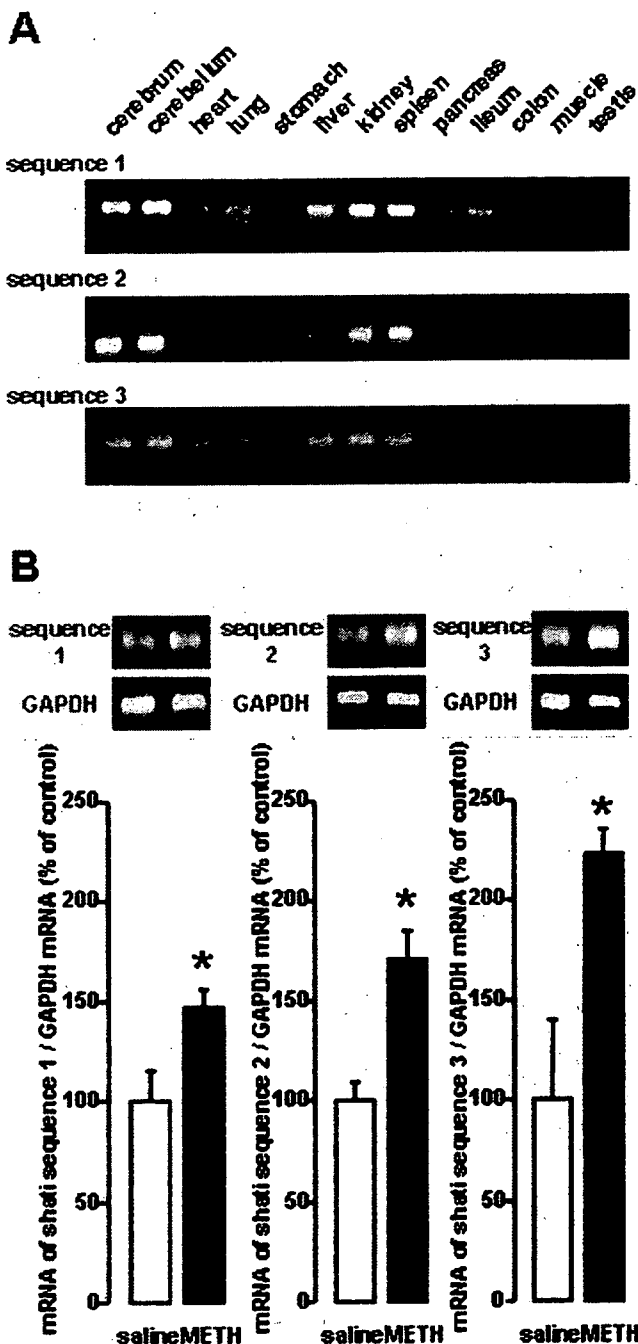 A
cerebrum cerebellum heart lung stomach liver kidney spleen pancreas ileum colon muscle testis
sequence 1
sequence 2
sequence 3
B
sequence 1
GAPDH
sequence 2
GAPDH
sequence 3
GAPDH
mRNA of shati sequence 1 / GAPDH mRNA (% of control)
250
200
150
100
50
0
*
saline METH
mRNA of shati sequence 2 / GAPDH mRNA (% of control)
250
200
150
100
50
0
*
saline METH
mRNA of shati sequence 3 / GAPDH mRNA (% of control)
250
200
150
100
50
0
*
saline METH